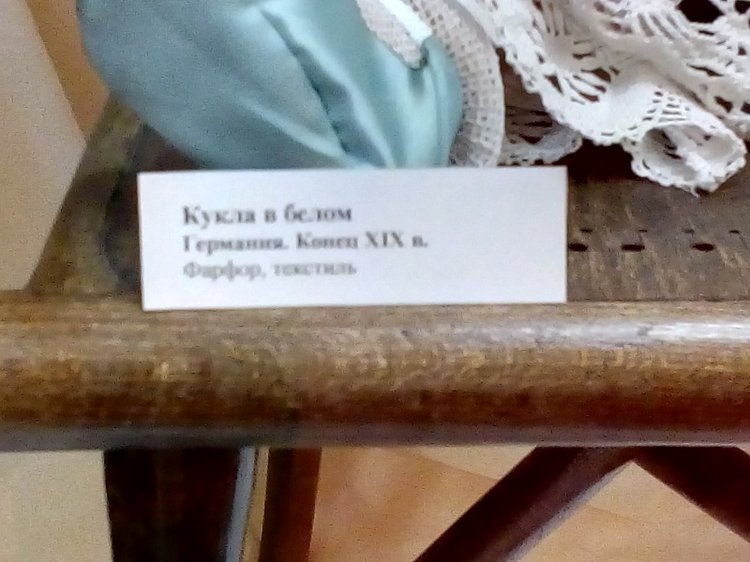 Кукла в белом
Германия. Конец XIX в.
Фарфор, текстиль